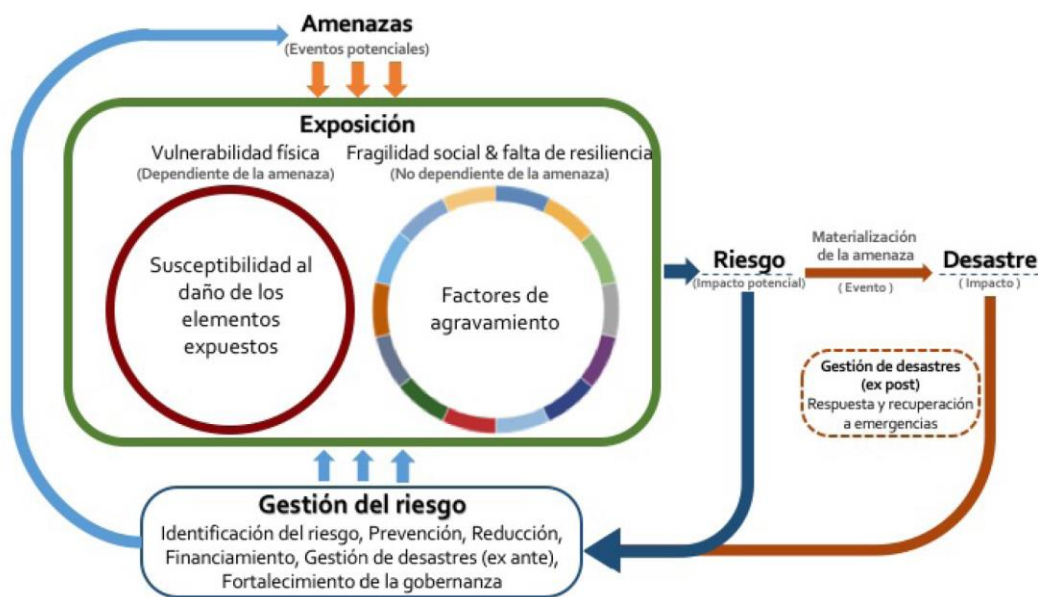 Amenazas
(Eventos potenciales)
Exposición
Vulnerabilidad física
(Dependiente de la amenaza)
Fragilidad social & falta de resiliencia
(No dependiente de la amenaza)
Susceptibilidad al
daño de los
elementos
expuestos
Factores de
agravamiento
Riesgo
(Impacto potencial)
Materialización
de la amenaza
(Evento)
Desastre
(Impacto)
Gestión de desastres
(ex post)
Respuesta y recuperación
a emergencias
Gestión del riesgo
Identificación del riesgo, Prevención, Reducción,
Financiamiento, Gestión de desastres (ex ante),
Fortalecimiento de la gobernanza